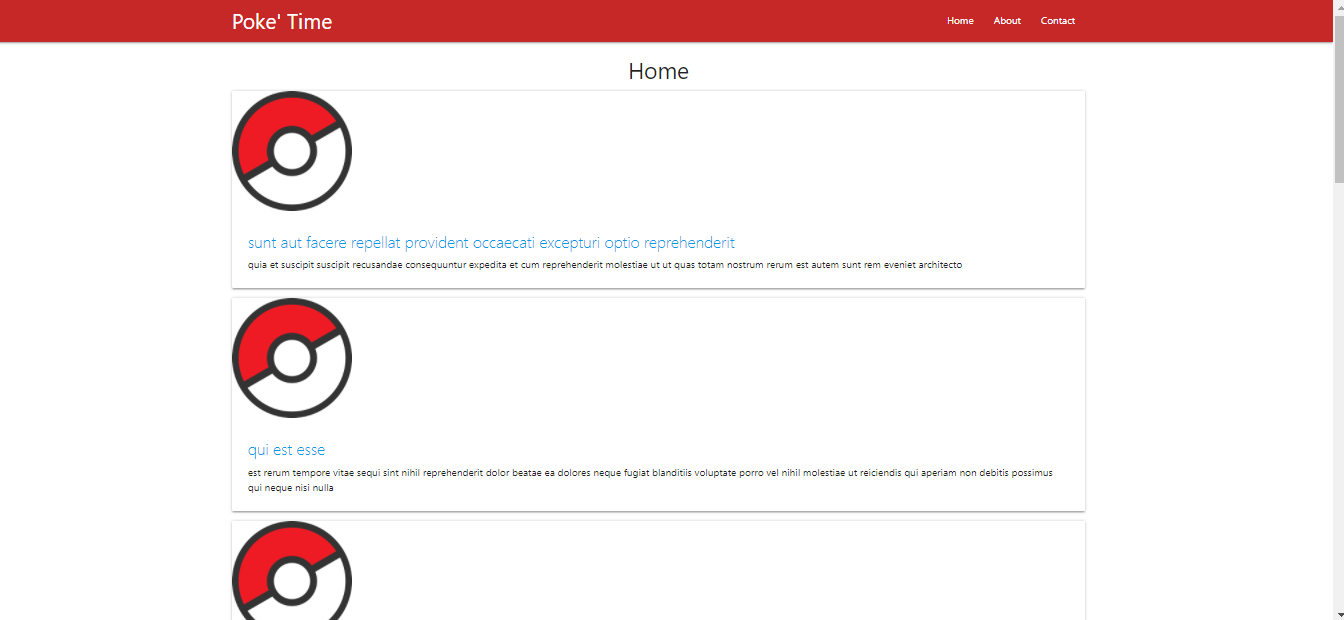 Poke' Time
Home
About
Contact
Home
sunt aut facere repellat provident occaecati excepturi optio reprehenderit
quia et suscipit suscipit recusandae consequuntur expedita et cum reprehenderit molestiae ut ut quas totam nostrum rerum est autem sunt rem eveniet architecto
qui est esse
est rerum tempore vitae sequi sint nihil reprehenderit dolor beatae ea dolores neque fugiat blanditiis voluptate porro vel nihil molestiae ut reiciendis qui aperiam non debitis possimus
qui neque nisi nulla